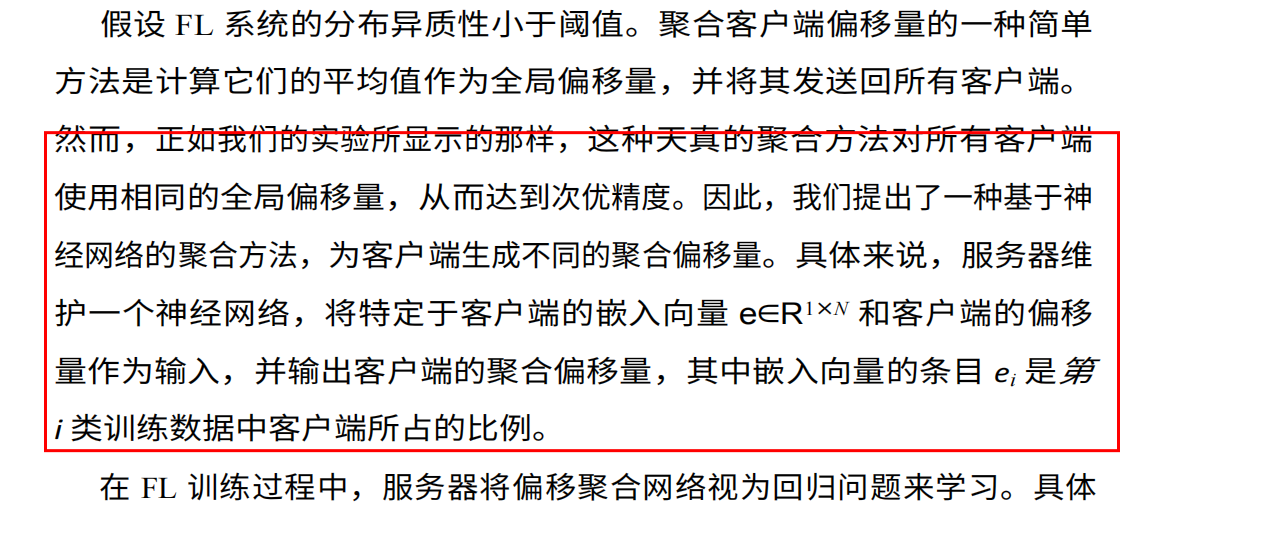 假设 FL 系统的分布异质性小于阈值。聚合客户端偏移量的一种简单
方法是计算它们的平均值作为全局偏移量，并将其发送回所有客户端。
然而，正如我们的实验所显示的那样，这种天真的聚合方法对所有客户端
使用相同的全局偏移量，从而达到次优精度。因此，我们提出了一种基于神
经网络的聚合方法，为客户端生成不同的聚合偏移量。具体来说，服务器维
护一个神经网络，将特定于客户端的嵌入向量 e∈R¹ˣᴺ 和客户端的偏移
量作为输入，并输出客户端的聚合偏移量，其中嵌入向量的条目 eᵢ 是第
i 类训练数据中客户端所占的比例。
在 FL 训练过程中，服务器将偏移聚合网络视为回归问题来学习。具体